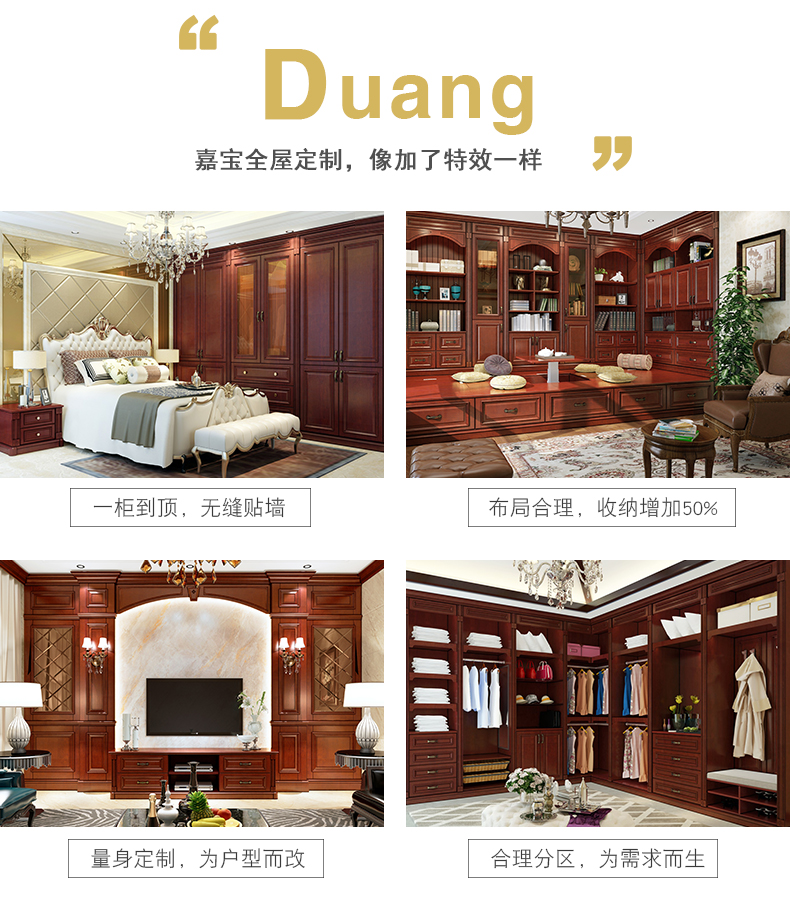 “
Duang
嘉宝全屋定制，像加了特效一样
”
一柜到顶，无缝贴墙
布局合理，收纳增加50%
量身定制，为户型而改
合理分区，为需求而生